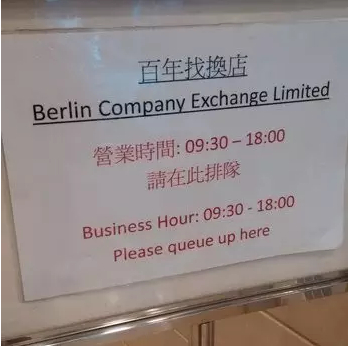 百年找換店
Berlin Company Exchange Limited
營業時間: 09:30 – 18:00
請在此排隊
Business Hour: 09:30 - 18:00
Please queue up here